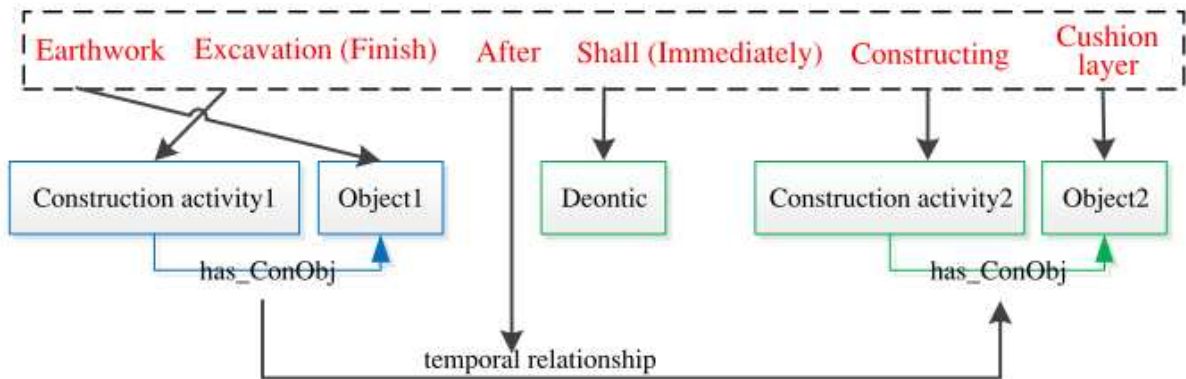 Earthwork Excavation (Finish) After Shall (Immediately) Constructing Cushion layer
Construction activity1 Object1 Deontic Construction activity2 Object2
has_ConObj has_ConObj
temporal relationship